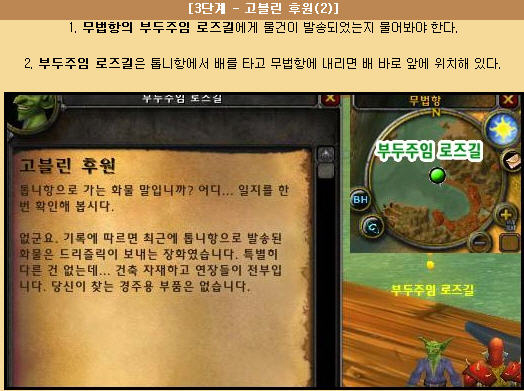 [3단계 - 고블린 후원(2)]
1. 무법항의 부두주임 로즈길에게 물건이 발송되었는지 물어봐야 한다.
2. 부두주임 로즈길은 톱니항에서 배를 타고 무법항에 내리면 배 바로 앞에 위치해 있다.
부두주임 로즈길
고블린 후원
톱니항으로 가는 화물 말입니까? 어디... 일지를 한
번 확인해 봅시다.
없군요. 기록에 따르면 최근에 톱니항으로 발송된
화물은 드리즐릭이 보내는 장화였습니다. 특별히
다른 건 없는데... 건축 자재하고 연장들이 전부입
니다. 당신이 찾는 경주용 부품은 없습니다.
무법항
N
부두주임 로즈길
BH
부두주임 로즈길